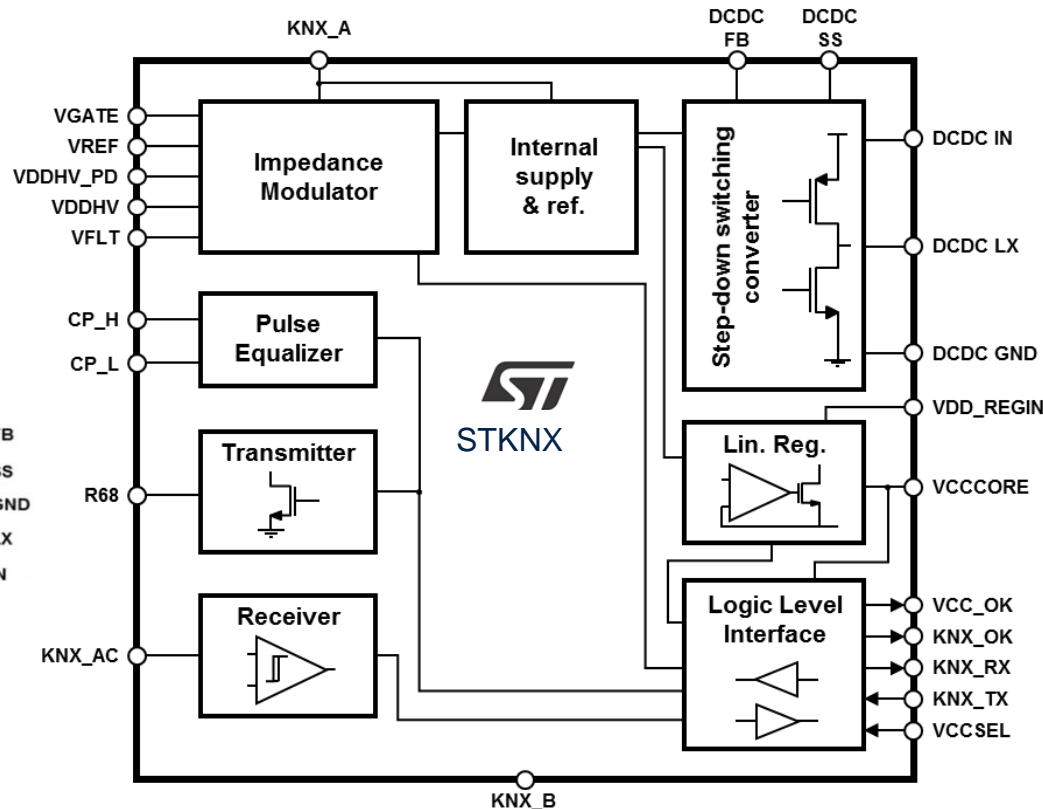 KNX_A
DCDC
FB
DCDC
SS
VGATE
VREF
VDDHV_PD
VDDHV
VFLT
Impedance
Modulator
Internal
supply
& ref.
Step-down switching
converter
DCDC IN
DCDC LX
DCDC GND
CP_H
CP_L
Pulse
Equalizer
ST
STKNX
VDD_REGIN
Lin. Reg.
VCCCORE
R68
Transmitter
KNX_AC
Receiver
Logic Level
Interface
VCC_OK
KNX_OK
KNX_RX
KNX_TX
VCCSEL
KNX_B